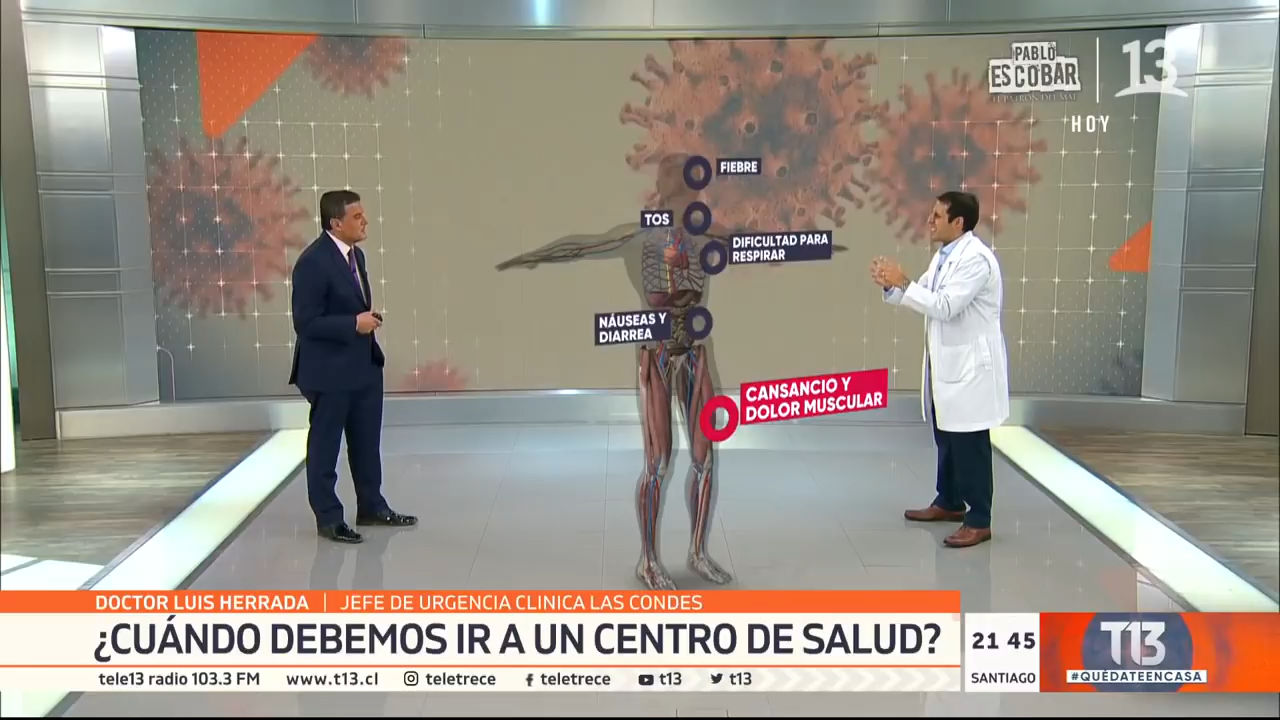 PABLO
ESCOBAR
EL PATRÓN DEL MAL
13
HOY
FIEBRE
TOS
DIFICULTAD PARA
RESPIRAR
NÁUSEAS Y
DIARREA
CANSANCIO Y
DOLOR MUSCULAR
DOCTOR LUIS HERRADA | JEFE DE URGENCIA CLINICA LAS CONDES
¿CUÁNDO DEBEMOS IR A UN CENTRO DE SALUD?
tele13 radio 103.3 FM www.t13.cl teletrece teletrece t13 t13
21 45
SANTIAGO
T13
#QUÉDATEENCASA